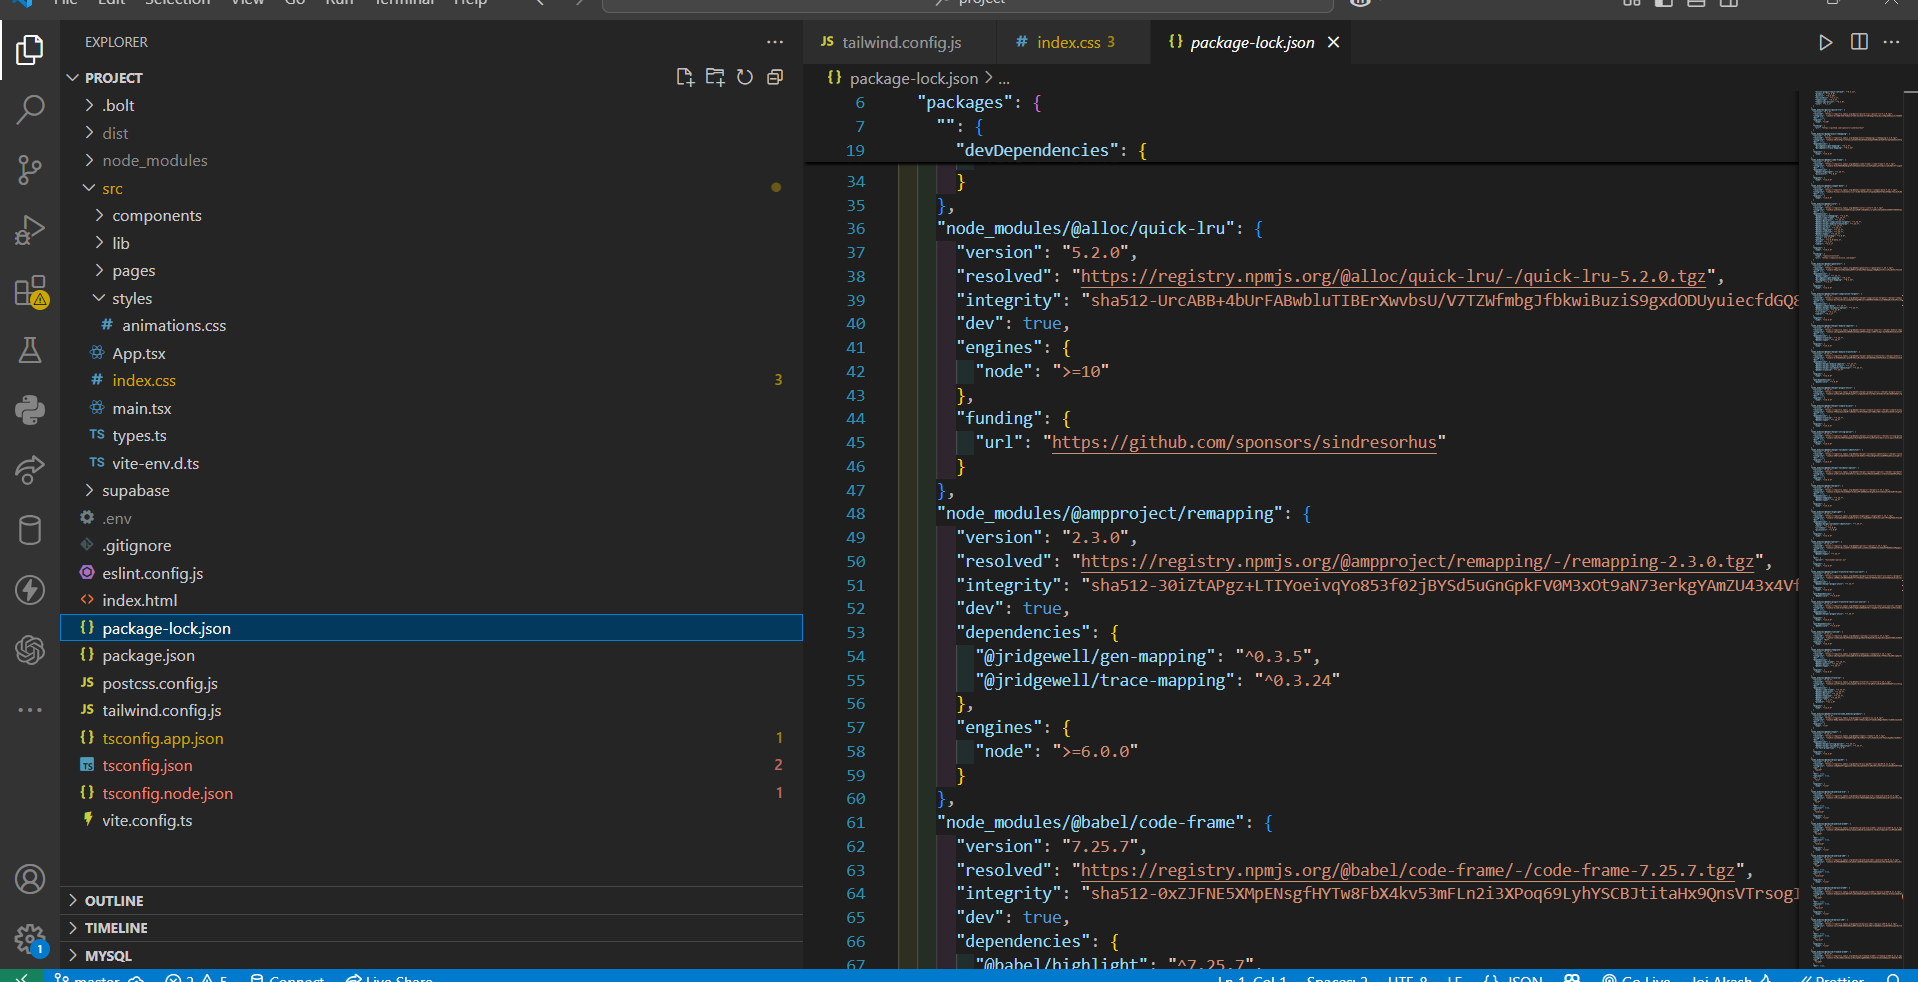 File Edit Selection View Go Run Terminal Help
project
EXPLORER
PROJECT
.bolt
dist
node_modules
src
components
lib
pages
styles
# animations.css
App.tsx
# index.css 3
main.tsx
TS types.ts
TS vite-env.d.ts
supabase
.env
.gitignore
eslint.config.js
<> index.html
{} package-lock.json
{} package.json
JS postcss.config.js
JS tailwind.config.js
{} tsconfig.app.json 1
TS tsconfig.json 2
{} tsconfig.node.json 1
vite.config.ts
OUTLINE
TIMELINE
MYSQL
1
JS tailwind.config.js
# index.css 3
{} package-lock.json
{} package-lock.json > ...
6 "packages": {
7 "": {
19 "devDependencies": {
34 }
35 },
36 "node_modules/@alloc/quick-lru": {
37 "version": "5.2.0",
38 "resolved": "https://registry.npmjs.org/@alloc/quick-lru/-/quick-lru-5.2.0.tgz",
39 "integrity": "sha512-UrcABB+4bUrFABwbluTIBErXwvbsU/V7TZWfmbgJfbkwiBuziS9gxdODUyuiecfdGQ8
40 "dev": true,
41 "engines": {
42 "node": ">=10"
43 },
44 "funding": {
45 "url": "https://github.com/sponsors/sindresorhus"
46 }
47 },
48 "node_modules/@ampproject/remapping": {
49 "version": "2.3.0",
50 "resolved": "https://registry.npmjs.org/@ampproject/remapping/-/remapping-2.3.0.tgz",
51 "integrity": "sha512-30iZtAPgz+LTIYoeivqYo853f02jBYSd5uGnGpkFV0M3xOt9aN73erkgYAmZU43x4Vf
52 "dev": true,
53 "dependencies": {
54 "@jridgewell/gen-mapping": "^0.3.5",
55 "@jridgewell/trace-mapping": "^0.3.24"
56 },
57 "engines": {
58 "node": ">=6.0.0"
59 }
60 },
61 "node_modules/@babel/code-frame": {
62 "version": "7.25.7",
63 "resolved": "https://registry.npmjs.org/@babel/code-frame/-/code-frame-7.25.7.tgz",
64 "integrity": "sha512-0xZJFNE5XMpENsgfHYTw8FbX4kv53mFLn2i3XPoq69LyhYSCBJtitaHx9QnsVTrsogI
65 "dev": true,
66 "dependencies": {
67 "@babel/highlight": "^7.25.7",
master 2 5 Connect Live Share
Ln 1, Col 1 Spaces: 2 UTF-8 LF {} JSON Go Live Joi Akash Prettier